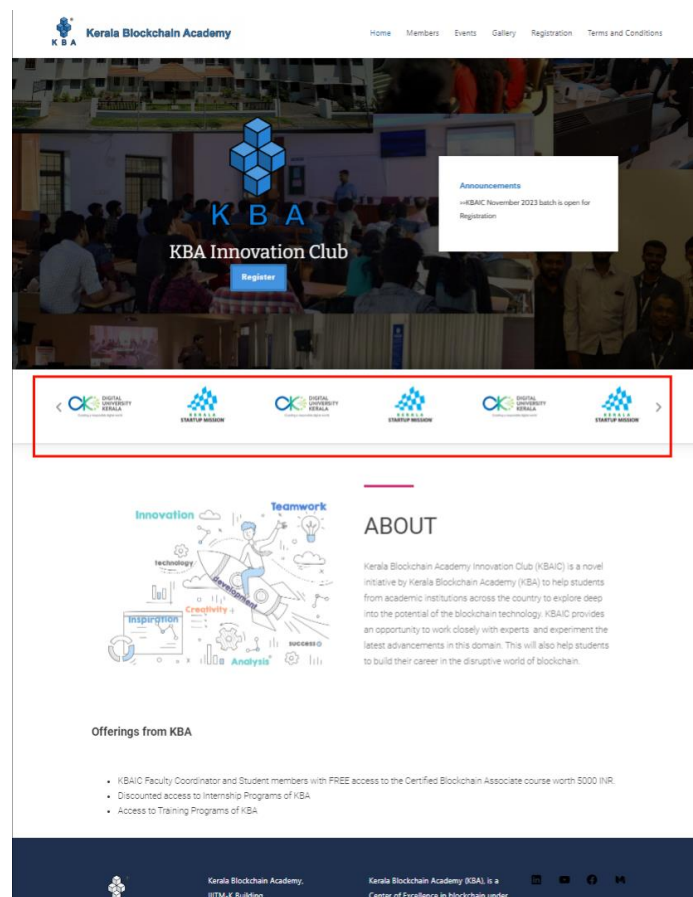 K B A
Kerala Blockchain Academy
Home Members Events Gallery Registration Terms and Conditions
K B A
KBA Innovation Club
Register
Announcements
»»KBAIC November 2023 batch is open for
Registration
DIGITAL
UNIVERSITY
KERALA
KERALA
STARTUP MISSION
DIGITAL
UNIVERSITY
KERALA
KERALA
STARTUP MISSION
DIGITAL
UNIVERSITY
KERALA
KERALA
STARTUP MISSION
Innovation
Teamwork
technology
development
Creativity
Inspiration
success
Analysis
ABOUT
Kerala Blockchain Academy Innovation Club (KBAIC) is a novel
initiative by Kerala Blockchain Academy (KBA) to help students
from academic institutions across the country to explore deep
into the potential of the blockchain technology. KBAIC provides
an opportunity to work closely with experts and experiment the
latest advancements in this domain. This will also help students
to build their career in the disruptive world of blockchain.
Offerings from KBA
• KBAIC Faculty Coordinator and Student members with FREE access to the Certified Blockchain Associate course worth 5000 INR.
• Discounted access to Internship Programs of KBA
• Access to Training Programs of KBA
Kerala Blockchain Academy,
IIITM-K Building
Kerala Blockchain Academy (KBA), is a
Center of Excellence in blockchain under